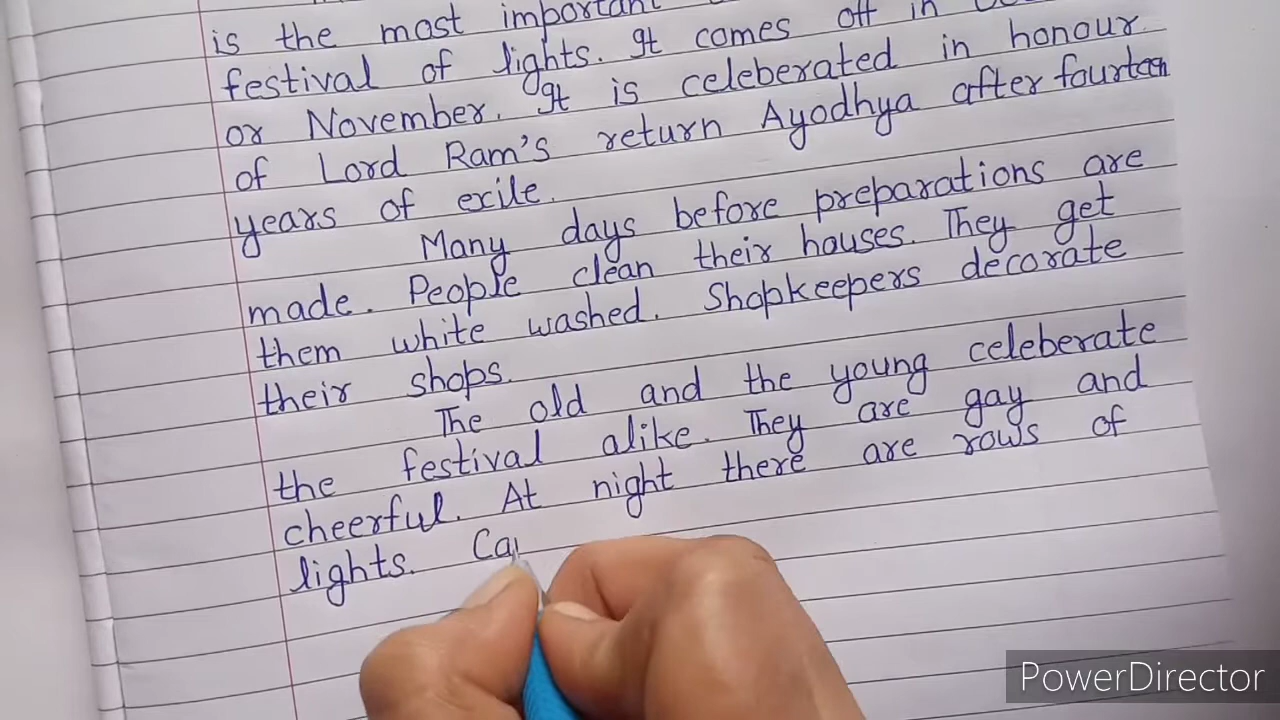 is the most important
festival of lights. It comes off in
or November. It is celeberated in honour
of Lord Ram's return Ayodhya after fourteen
years of exile.
Many days before preparations are
made. People clean their houses. They get
them white washed. Shopkeepers decorate
their shops.
The old and the young celeberate
the festival alike. They are gay and
cheerful. At night there are rows of
lights. Ca
PowerDirector